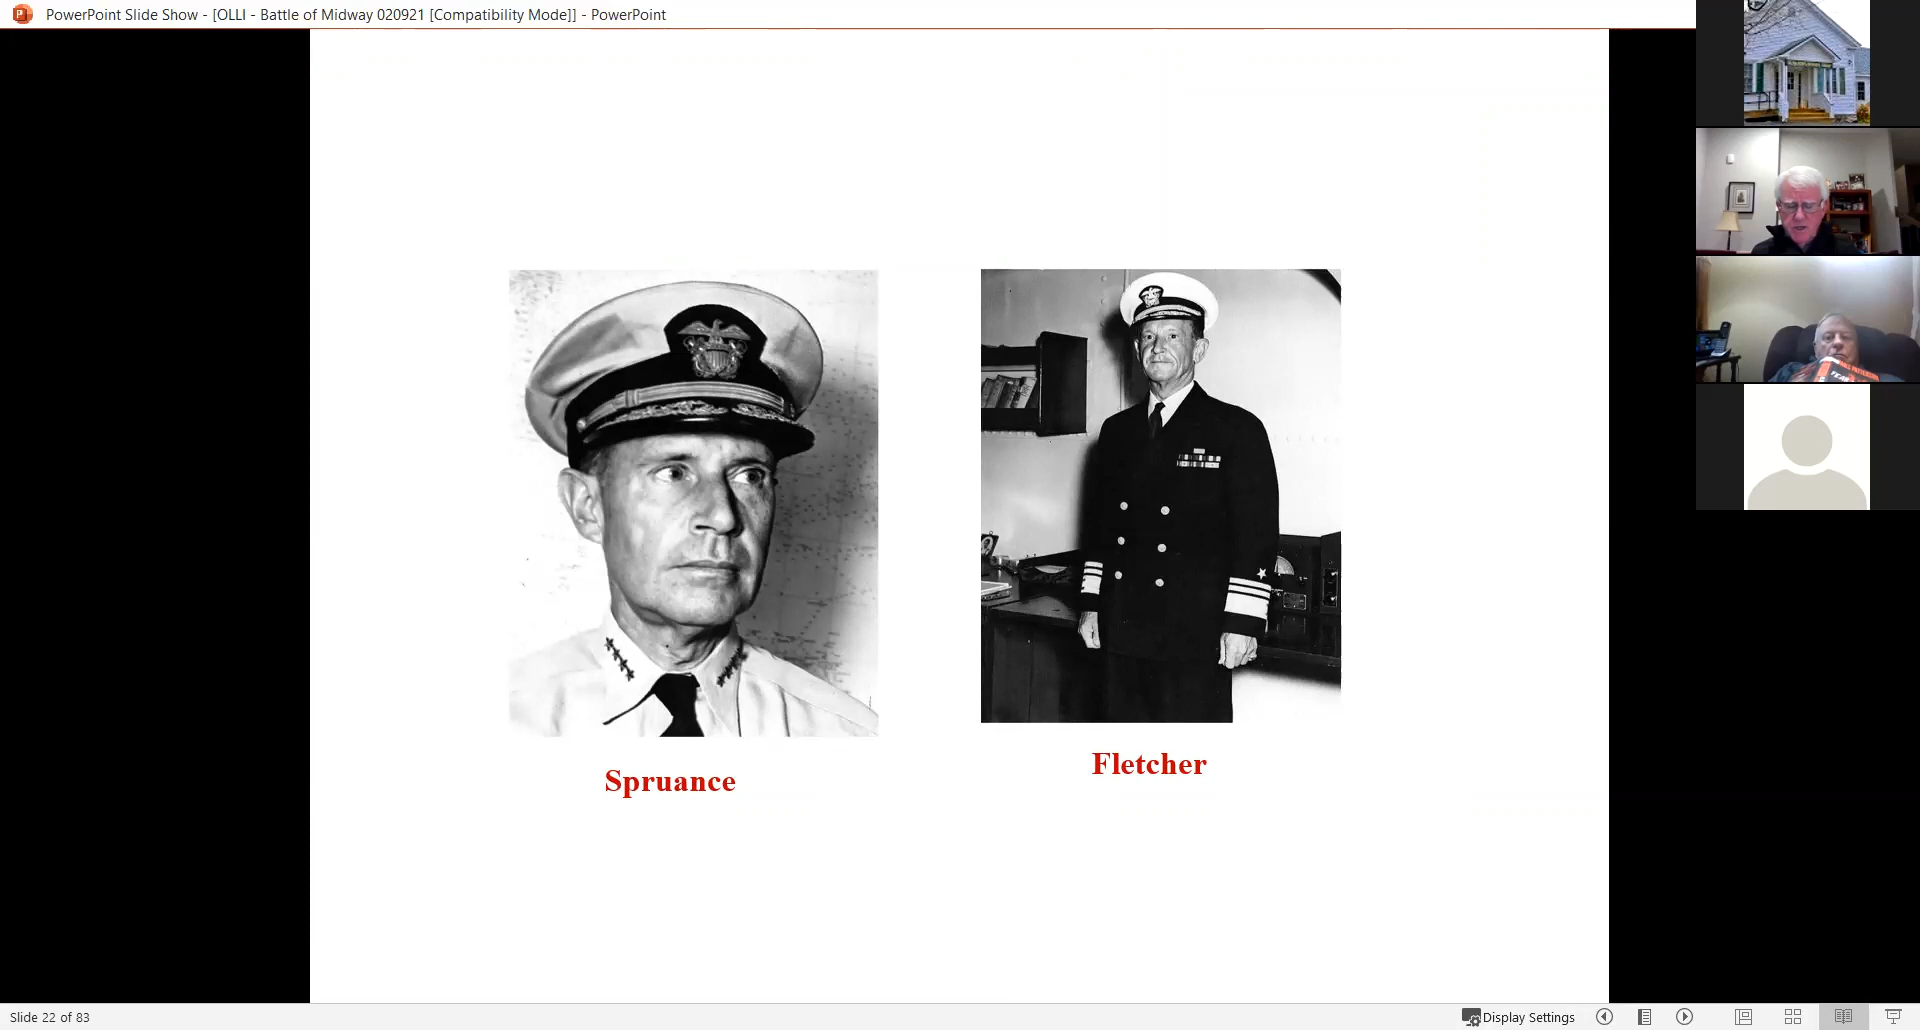 PowerPoint Slide Show - [OLLI - Battle of Midway 020921 [Compatibility Mode]] - PowerPoint
Spruance
Fletcher
Slide 22 of 83
Display Settings